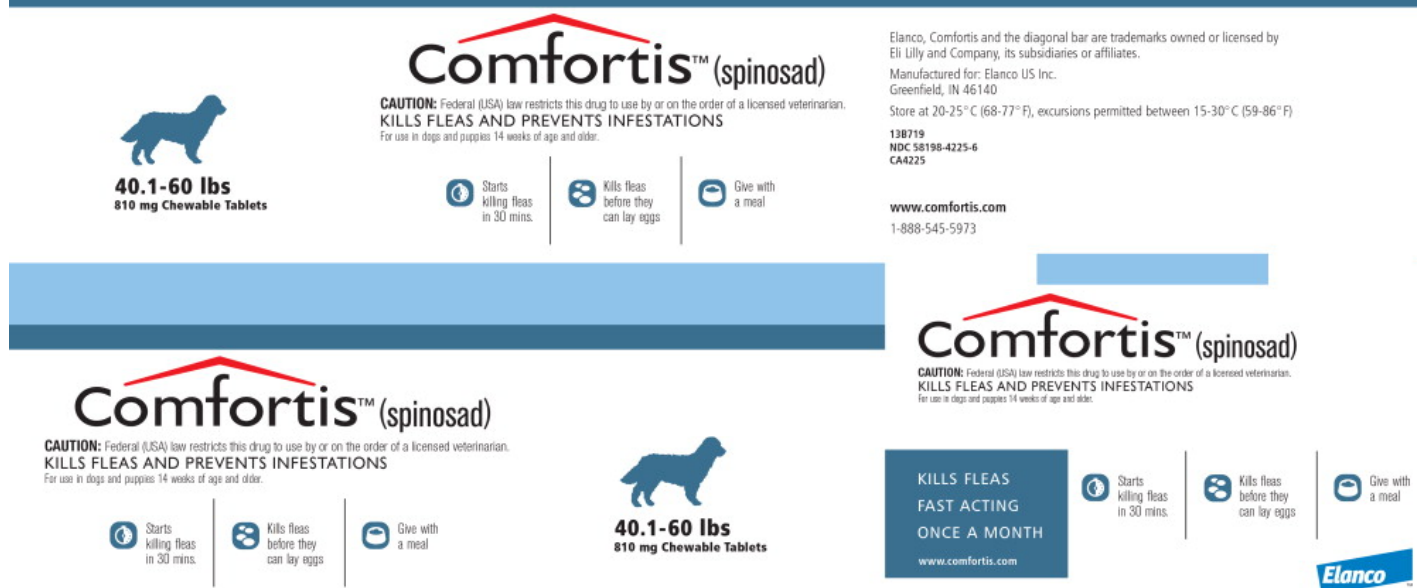 Comfortis™ (spinosad)
CAUTION: Federal (USA) law restricts this drug to use by or on the order of a licensed veterinarian.
KILLS FLEAS AND PREVENTS INFESTATIONS
For use in dogs and puppies 14 weeks of age and older.
40.1-60 lbs
810 mg Chewable Tablets
Starts
killing fleas
in 30 mins.
Kills fleas
before they
can lay eggs
Give with
a meal
Elanco, Comfortis and the diagonal bar are trademarks owned or licensed by
Eli Lilly and Company, its subsidiaries or affiliates.
Manufactured for: Elanco US Inc.
Greenfield, IN 46140
Store at 20-25°C (68-77°F), excursions permitted between 15-30°C (59-86°F)
13B719
NDC 58198-4225-6
CA4225
www.comfortis.com
1-888-545-5973
Comfortis™ (spinosad)
CAUTION: Federal (USA) law restricts this drug to use by or on the order of a licensed veterinarian.
KILLS FLEAS AND PREVENTS INFESTATIONS
For use in dogs and puppies 14 weeks of age and older.
Starts
killing fleas
in 30 mins.
Kills fleas
before they
can lay eggs
Give with
a meal
40.1-60 lbs
810 mg Chewable Tablets
Comfortis™ (spinosad)
CAUTION: Federal (USA) law restricts this drug to use by or on the order of a licensed veterinarian.
KILLS FLEAS AND PREVENTS INFESTATIONS
For use in dogs and puppies 14 weeks of age and older.
KILLS FLEAS
FAST ACTING
ONCE A MONTH
www.comfortis.com
Starts
killing fleas
in 30 mins.
Kills fleas
before they
can lay eggs
Give with
a meal
Elanco